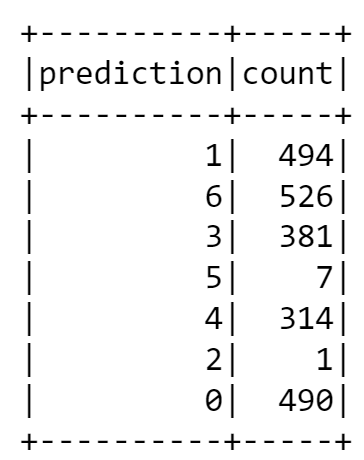 +----------+-----+
|prediction|count|
+----------+-----+
|         1|  494|
|         6|  526|
|         3|  381|
|         5|    7|
|         4|  314|
|         2|    1|
|         0|  490|
+----------+-----+